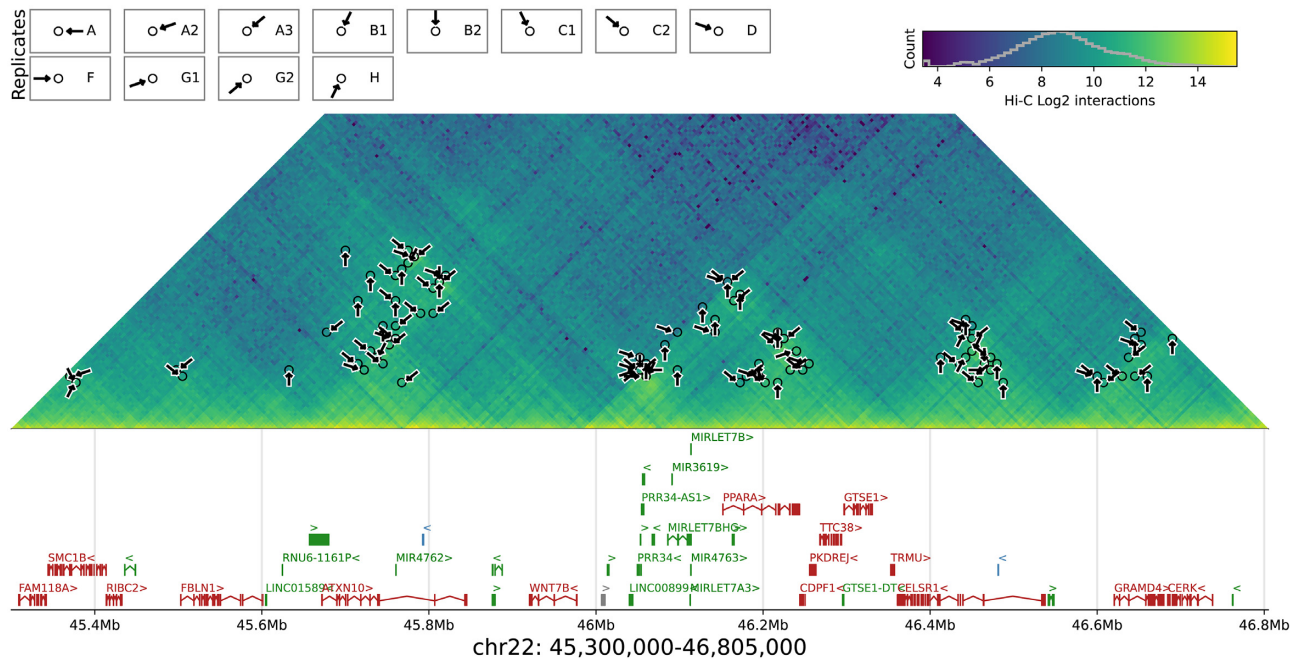 Replicates
A
A2
A3
B1
B2
C1
C2
D
F
G1
G2
H
Count
4 6 8 10 12 14
Hi-C Log2 interactions
MIRLET7B>
< MIR3619>
PRR34-AS1> PPARA> GTSE1>
> < > < MIRLET7BHG> > TTC38>
SMC1B< < RNU6-1161P< MIR4762> < > PRR34< MIR4763> PKDREJ< TRMU> <
FAM118A> RIBC2> FBLN1> LINC01589< ATXN10> > WNT7B< > LINC00899< MIRLET7A3> CDPF1< GTSE1-DT< CELSR1< > GRAMD4> CERK< <
45.4Mb 45.6Mb 45.8Mb 46.0Mb 46.2Mb 46.4Mb 46.6Mb 46.8Mb
chr22: 45,300,000-46,805,000